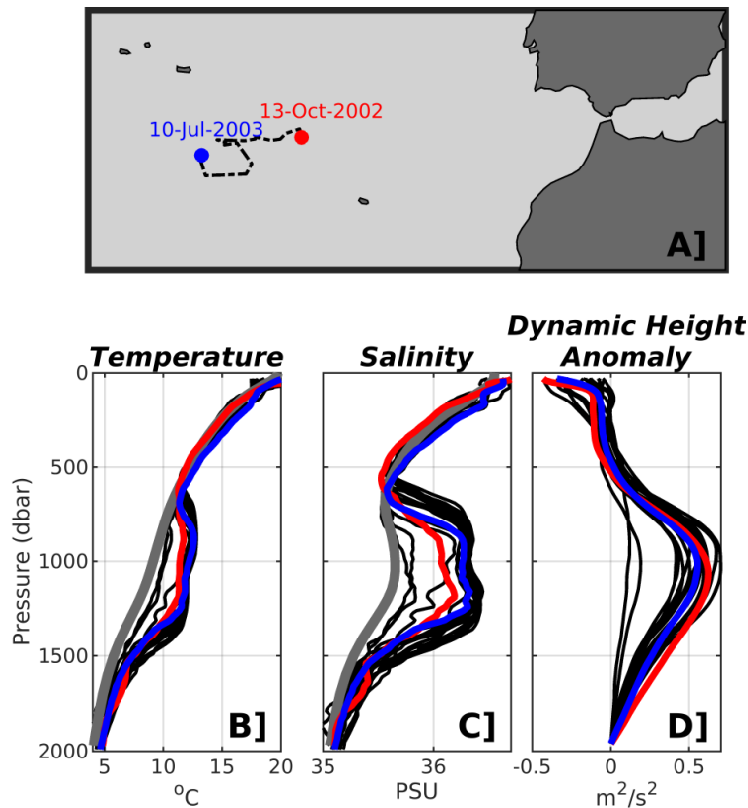 13-Oct-2002
10-Jul-2003
A]
Dynamic Height
Temperature Salinity Anomaly
0
500
1000
1500
2000
Pressure (dbar)
B] C] D]
5 10 15 20 35 36 -0.5 0 0.5
°C PSU m²/s²